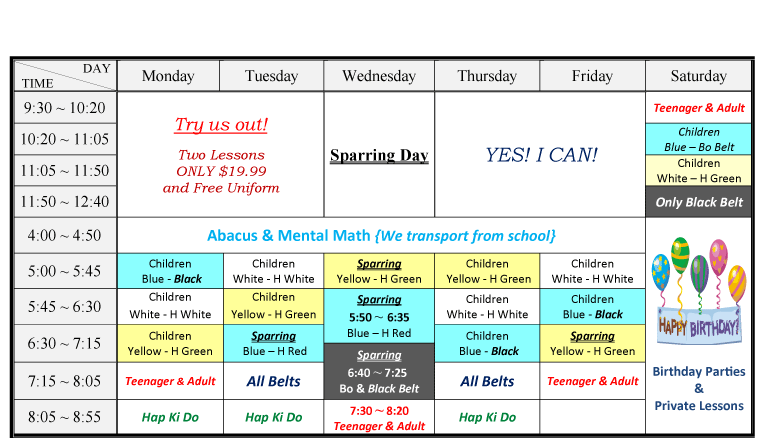 DAY
TIME
Monday
Tuesday
Wednesday
Thursday
Friday
Saturday
9:30 ~ 10:20
Try us out!
Two Lessons
ONLY $19.99
and Free Uniform
Sparring Day
YES! I CAN!
Teenager & Adult
10:20 ~ 11:05
Children
Blue – Bo Belt
11:05 ~ 11:50
Children
White – H Green
11:50 ~ 12:40
Only Black Belt
4:00 ~ 4:50
Abacus & Mental Math {We transport from school}
5:00 ~ 5:45
Children
Blue - Black
Children
White - H White
Sparring
Yellow - H Green
Children
Yellow - H Green
Children
White - H White
5:45 ~ 6:30
Children
White - H White
Children
Yellow - H Green
Sparring
5:50 ~ 6:35
Blue – H Red
Children
White - H White
Children
Blue - Black
6:30 ~ 7:15
Children
Yellow - H Green
Sparring
Blue – H Red
Sparring
6:40 ~ 7:25
Bo & Black Belt
Children
Blue - Black
Sparring
Yellow - H Green
7:15 ~ 8:05
Teenager & Adult
All Belts
All Belts
Teenager & Adult
8:05 ~ 8:55
Hap Ki Do
Hap Ki Do
7:30 ~ 8:20
Teenager & Adult
Hap Ki Do
HAPPY BIRTHDAY!
Birthday Parties
&
Private Lessons